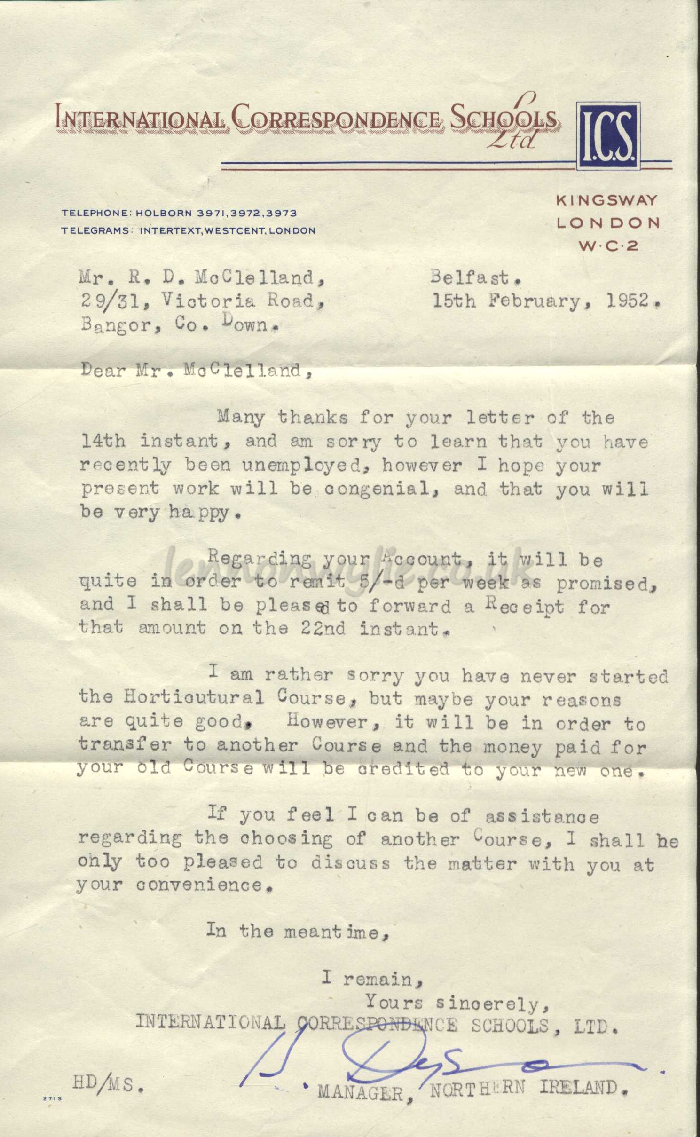 INTERNATIONAL CORRESPONDENCE SCHOOLS
Ltd
I.C.S.
KINGSWAY
LONDON
W·C·2
TELEPHONE: HOLBORN 3971,3972,3973
TELEGRAMS: INTERTEXT,WESTCENT,LONDON
Mr. R. D. McClelland,
29/31, Victoria Road,
Bangor, Co. Down.
Belfast.
15th February, 1952.
Dear Mr. McClelland,
Many thanks for your letter of the
14th instant, and am sorry to learn that you have
recently been unemployed, however I hope your
present work will be congenial, and that you will
be very happy.
Regarding your Account, it will be
quite in order to remit 5/-d per week as promised,
and I shall be pleased to forward a Receipt for
that amount on the 22nd instant.
I am rather sorry you have never started
the Horticutural Course, but maybe your reasons
are quite good. However, it will be in order to
transfer to another Course and the money paid for
your old Course will be credited to your new one.
If you feel I can be of assistance
regarding the choosing of another Course, I shall be
only too pleased to discuss the matter with you at
your convenience.
In the meantime,
I remain,
Yours sincerely,
INTERNATIONAL CORRESPONDENCE SCHOOLS, LTD.
HD/MS.
MANAGER, NORTHERN IRELAND.
2713
lennonwylie.co.uk